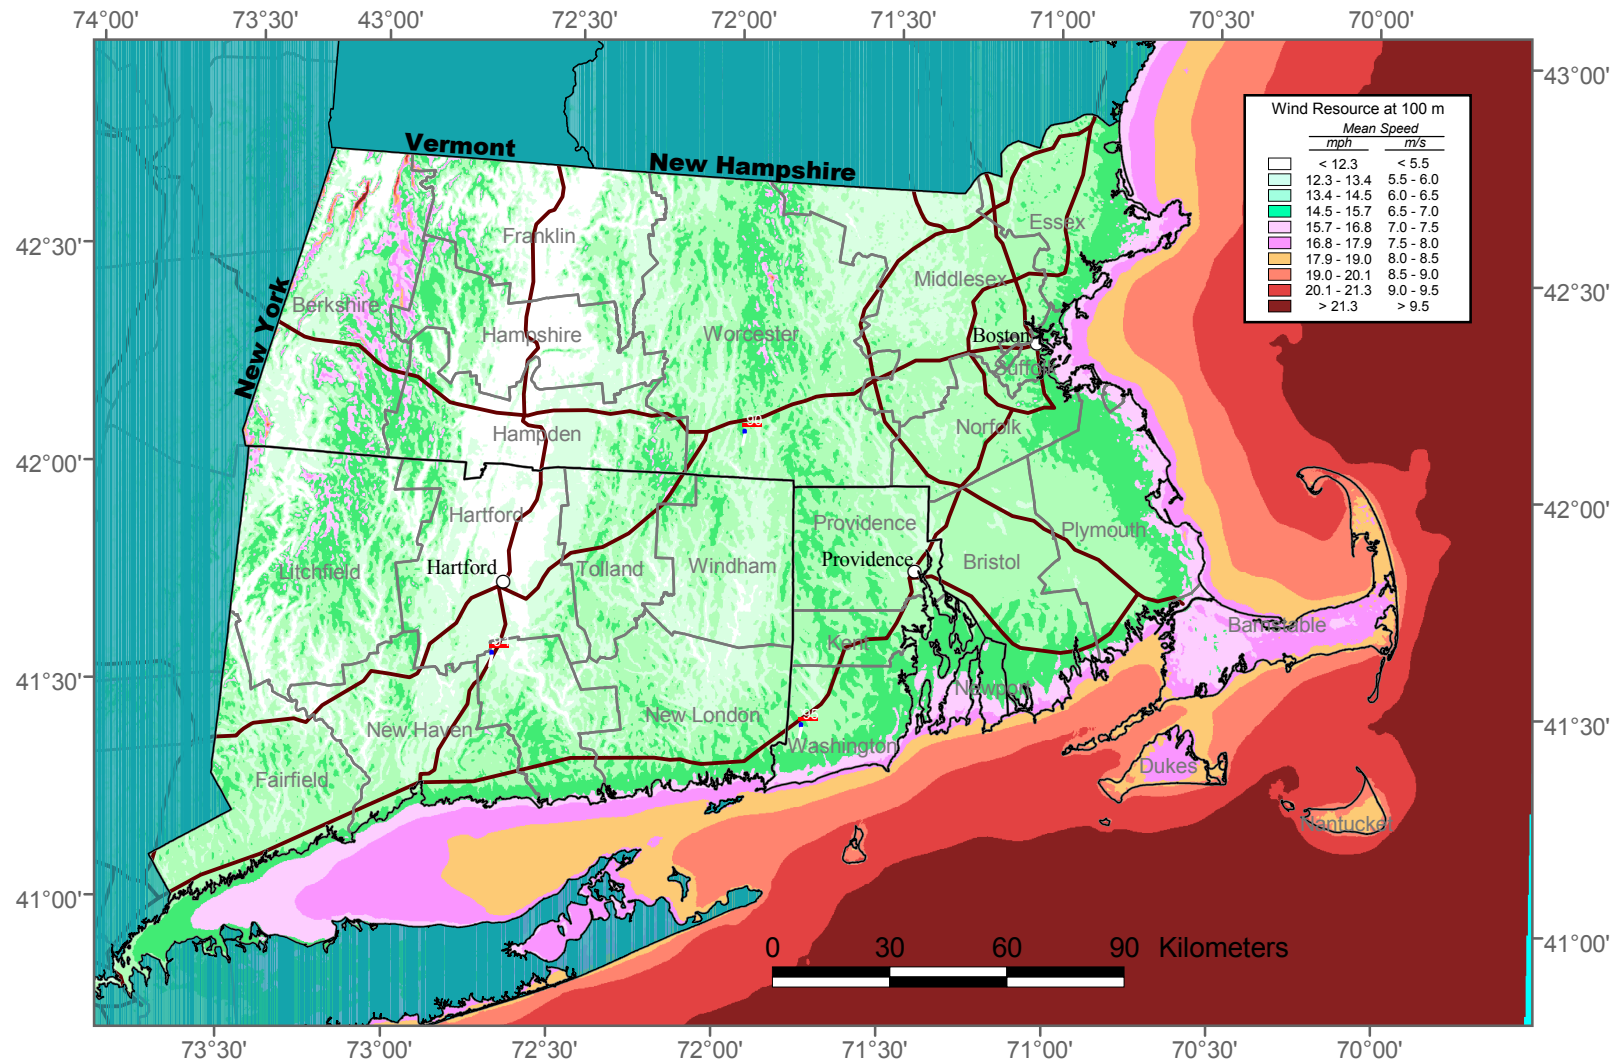 74°00' 73°30' 43°00' 72°30' 72°00' 71°30' 71°00' 70°30' 70°00'
43°00'
Wind Resource at 100 m
Mean Speed
mph m/s
< 12.3 < 5.5
12.3 - 13.4 5.5 - 6.0
13.4 - 14.5 6.0 - 6.5
14.5 - 15.7 6.5 - 7.0
15.7 - 16.8 7.0 - 7.5
16.8 - 17.9 7.5 - 8.0
17.9 - 19.0 8.0 - 8.5
19.0 - 20.1 8.5 - 9.0
20.1 - 21.3 9.0 - 9.5
> 21.3 > 9.5
Vermont
New Hampshire
New York
Essex
42°30'
Franklin
Middlesex
42°30'
Berkshire
Hampshire
Worcester
Boston
Suffolk
90
Hampden
Norfolk
42°00'
42°00'
Hartford
Providence
Plymouth
Hartford
Providence
Litchfield
Tolland
Windham
Bristol
Barnstable
Kent
41°30'
Newport
New Haven
New London
95
41°30'
Washington
Dukes
Fairfield
Nantucket
41°00'
41°00'
0 30 60 90 Kilometers
73°30' 73°00' 72°30' 72°00' 71°30' 71°00' 70°30' 70°00'